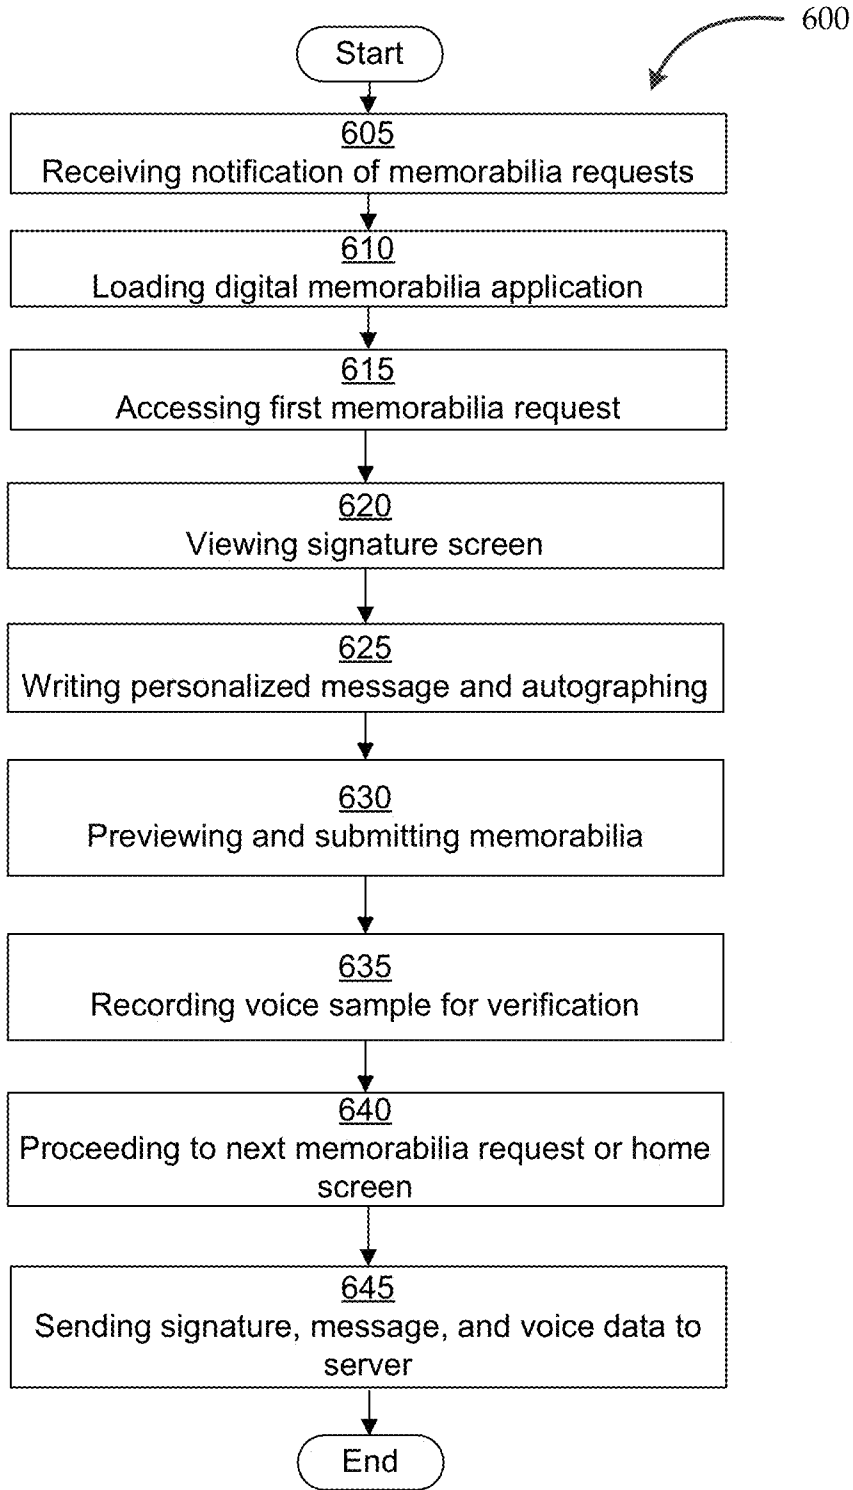 600
Start
605
Receiving notification of memorabilia requests
610
Loading digital memorabilia application
615
Accessing first memorabilia request
620
Viewing signature screen
625
Writing personalized message and autographing
630
Previewing and submitting memorabilia
635
Recording voice sample for verification
640
Proceeding to next memorabilia request or home
screen
645
Sending signature, message, and voice data to
server
End